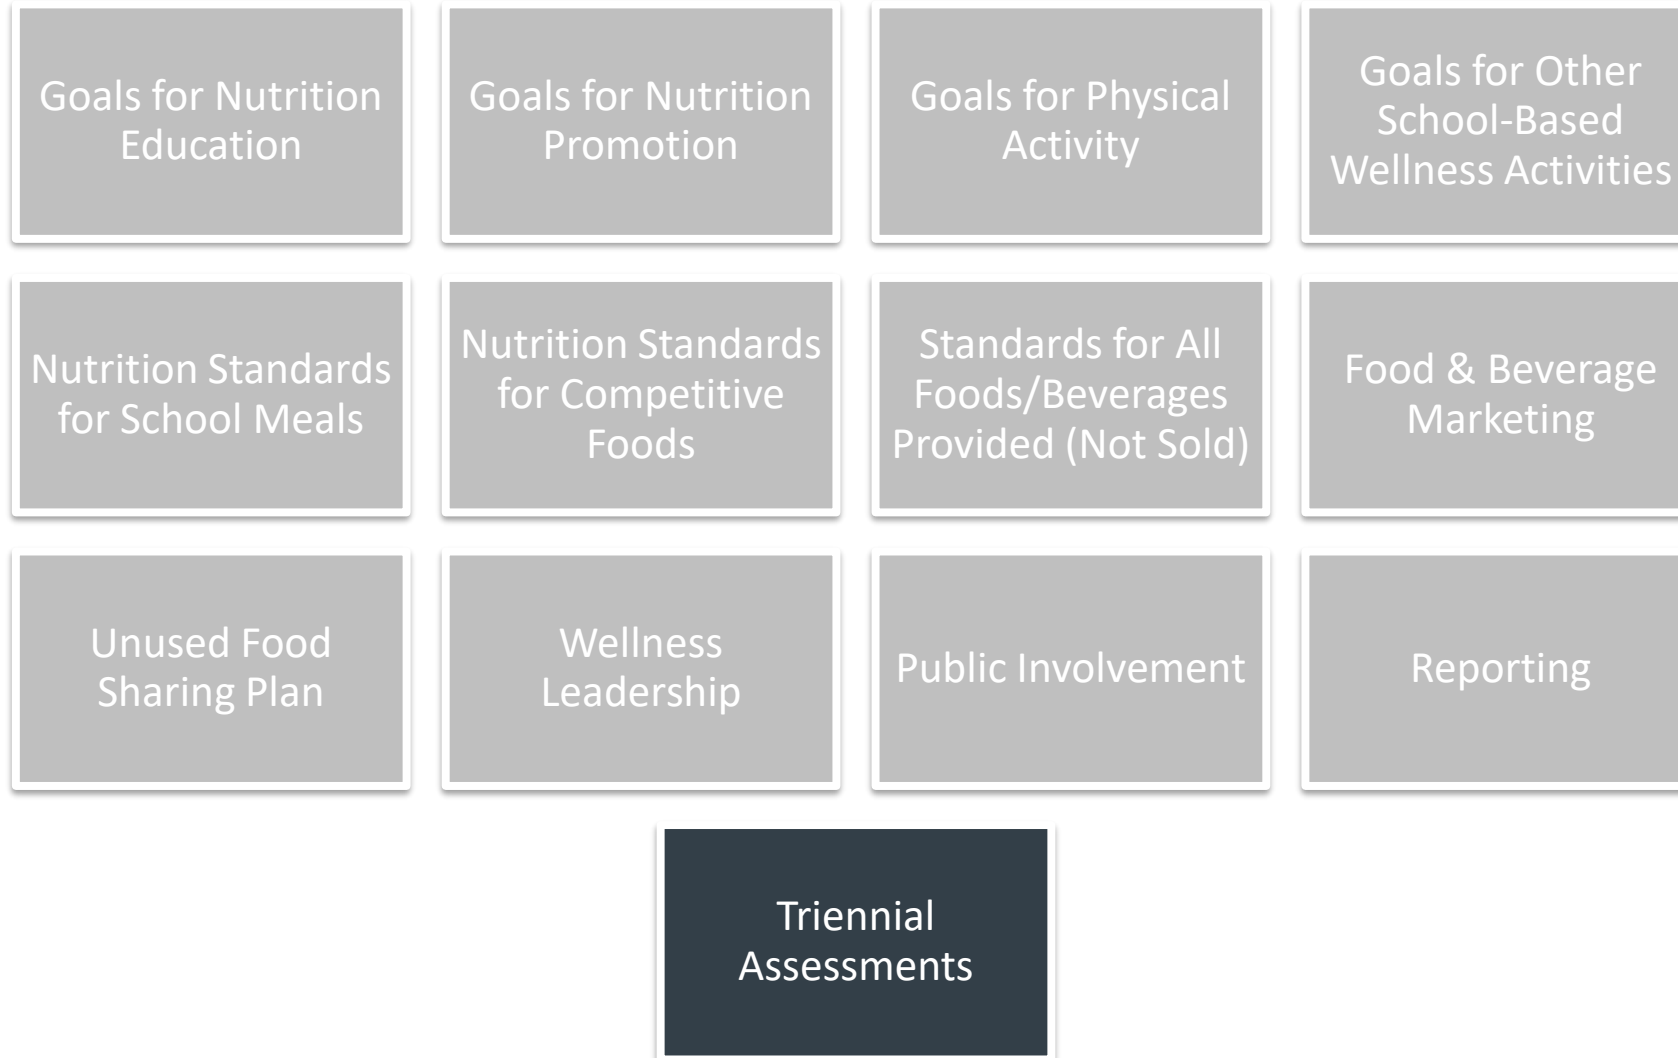 Goals for Nutrition
Education
Goals for Nutrition
Promotion
Goals for Physical
Activity
Goals for Other
School-Based
Wellness Activities
Nutrition Standards
for School Meals
Nutrition Standards
for Competitive
Foods
Standards for All
Foods/Beverages
Provided (Not Sold)
Food & Beverage
Marketing
Unused Food
Sharing Plan
Wellness
Leadership
Public Involvement
Reporting
Triennial
Assessments